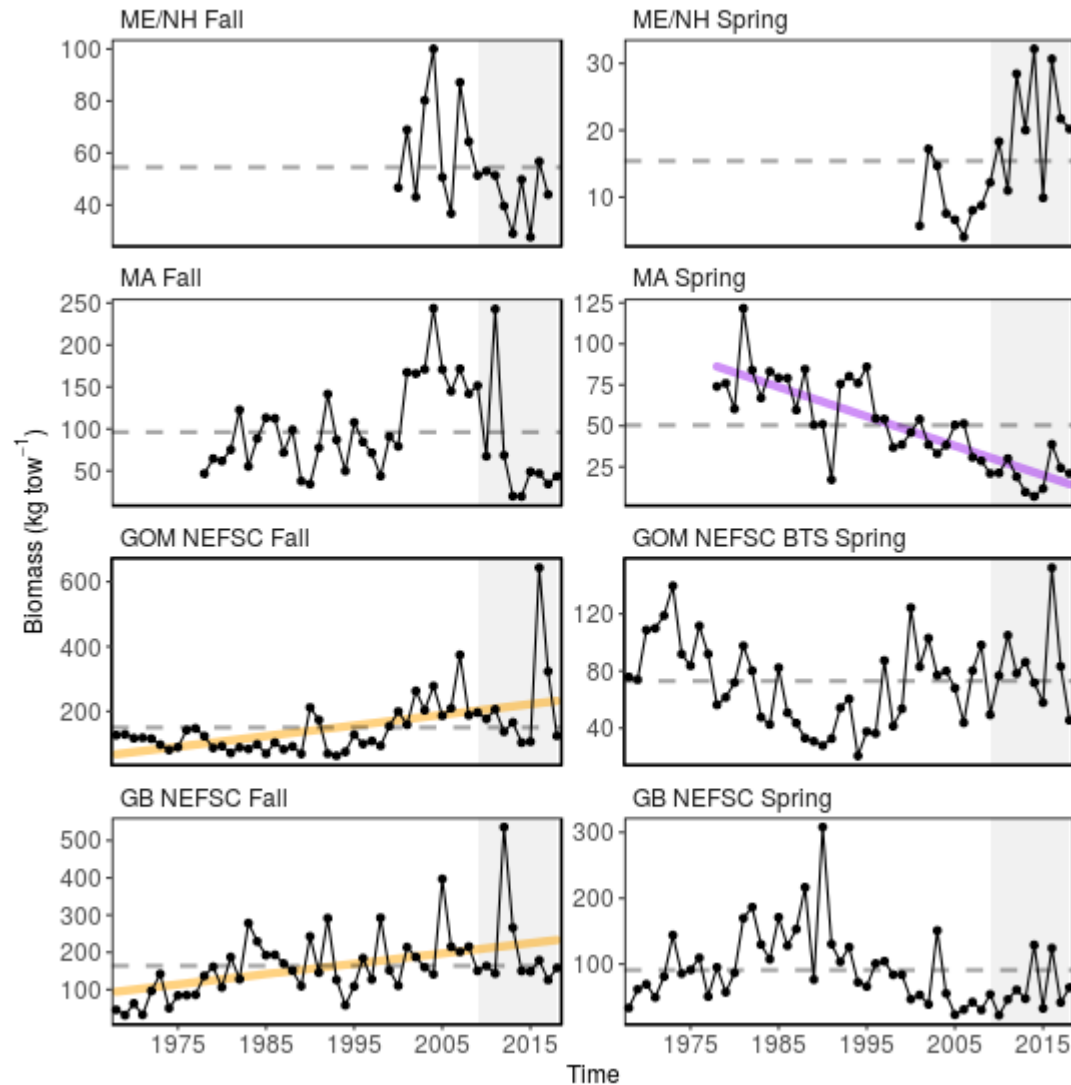 ME/NH Fall
100
80
60
40
ME/NH Spring
30
20
10
MA Fall
250
200
150
100
50
MA Spring
125
100
75
50
25
GOM NEFSC Fall
600
400
200
GOM NEFSC BTS Spring
120
80
40
GB NEFSC Fall
500
400
300
200
100
GB NEFSC Spring
300
200
100
1975 1985 1995 2005 2015
1975 1985 1995 2005 2015
Time
Biomass (kg tow⁻¹)